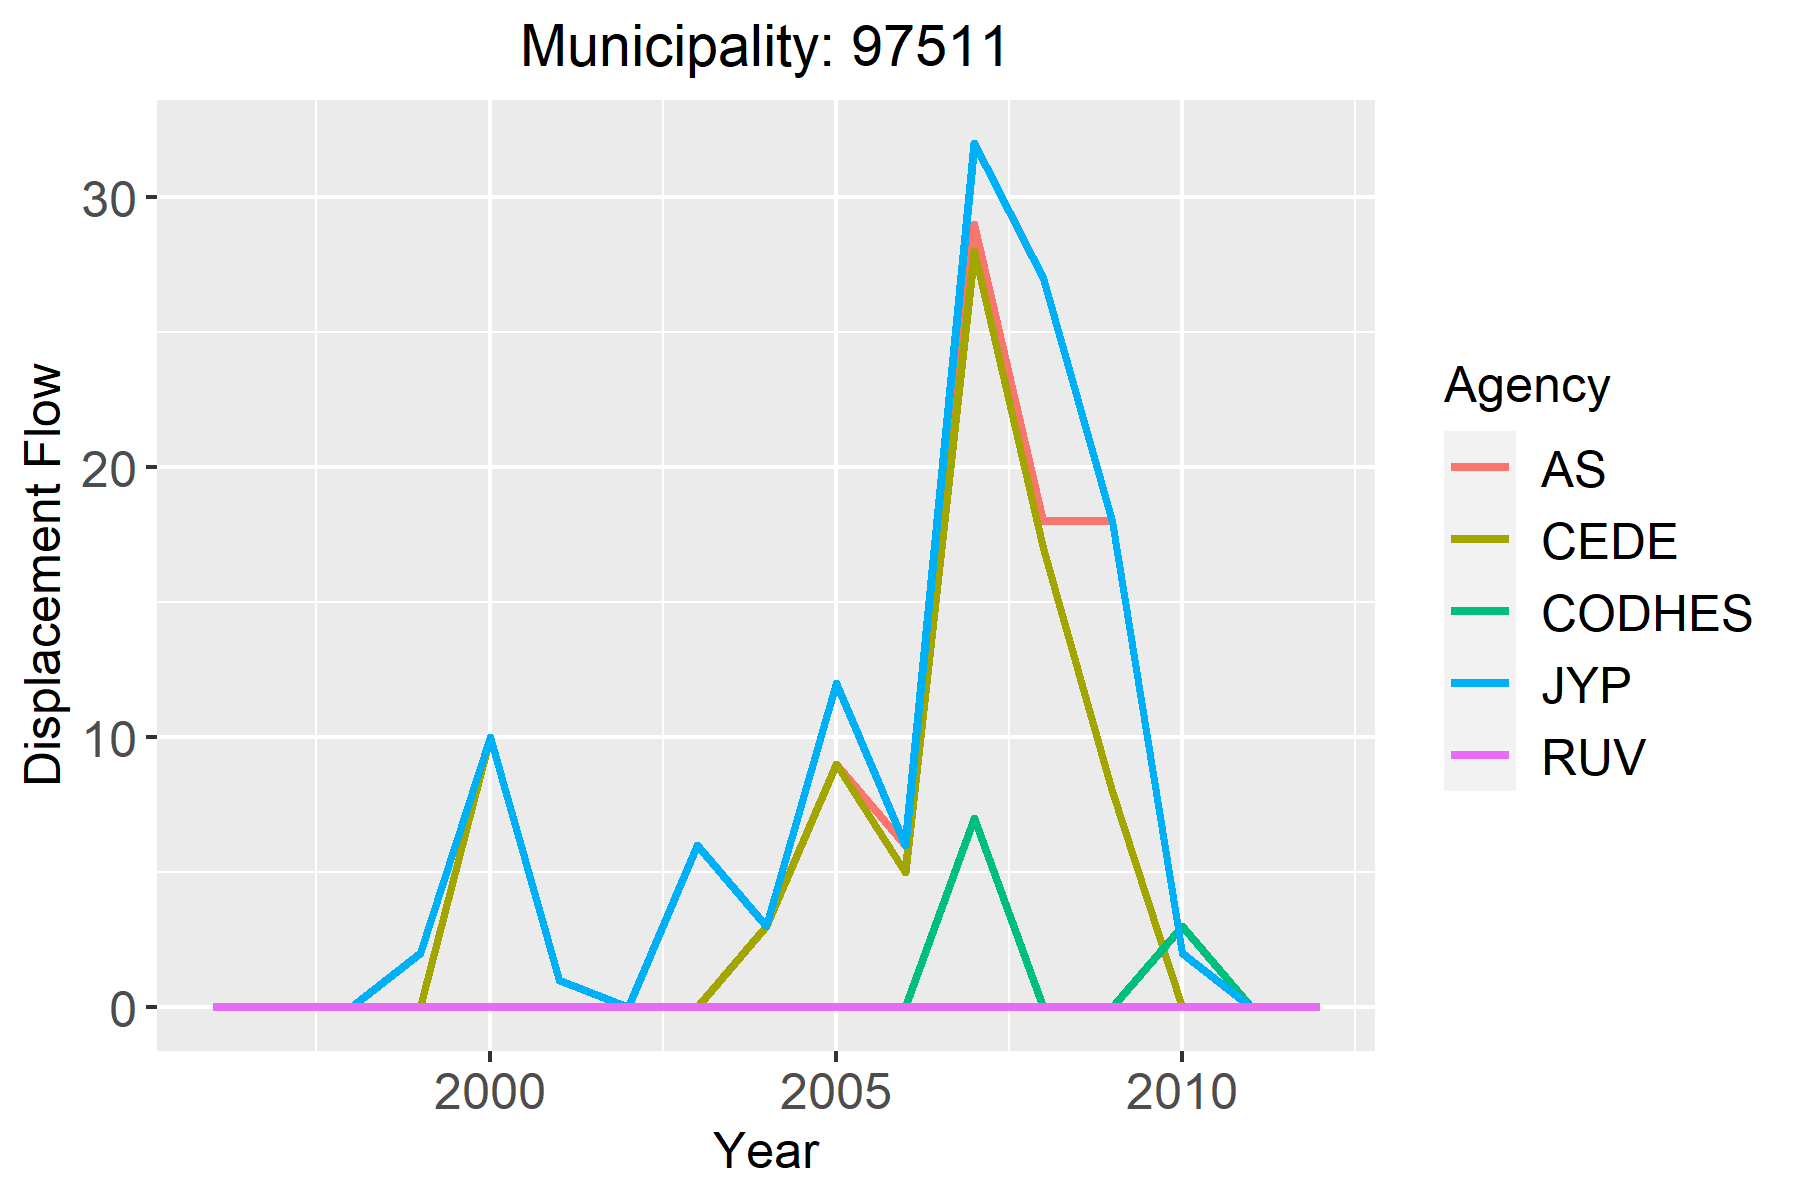 Municipality: 97511
30
20
10
0
Displacement Flow
2000 2005 2010
Year
Agency
AS
CEDE
CODHES
JYP
RUV